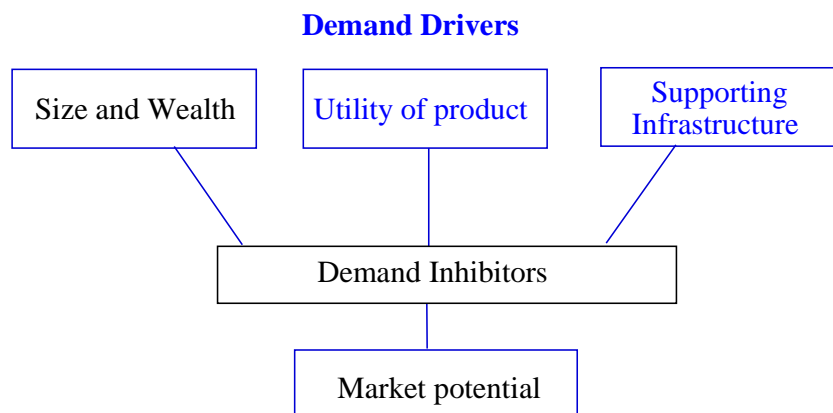 Demand Drivers
Size and Wealth
Utility of product
Supporting
Infrastructure
Demand Inhibitors
Market potential